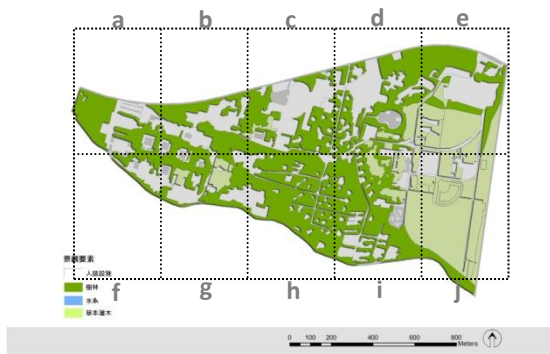 a b c d e
f g h i j
景觀要素
人造設施
樹林
水系
草本灌木
0 100 200 400 600 800
Meters